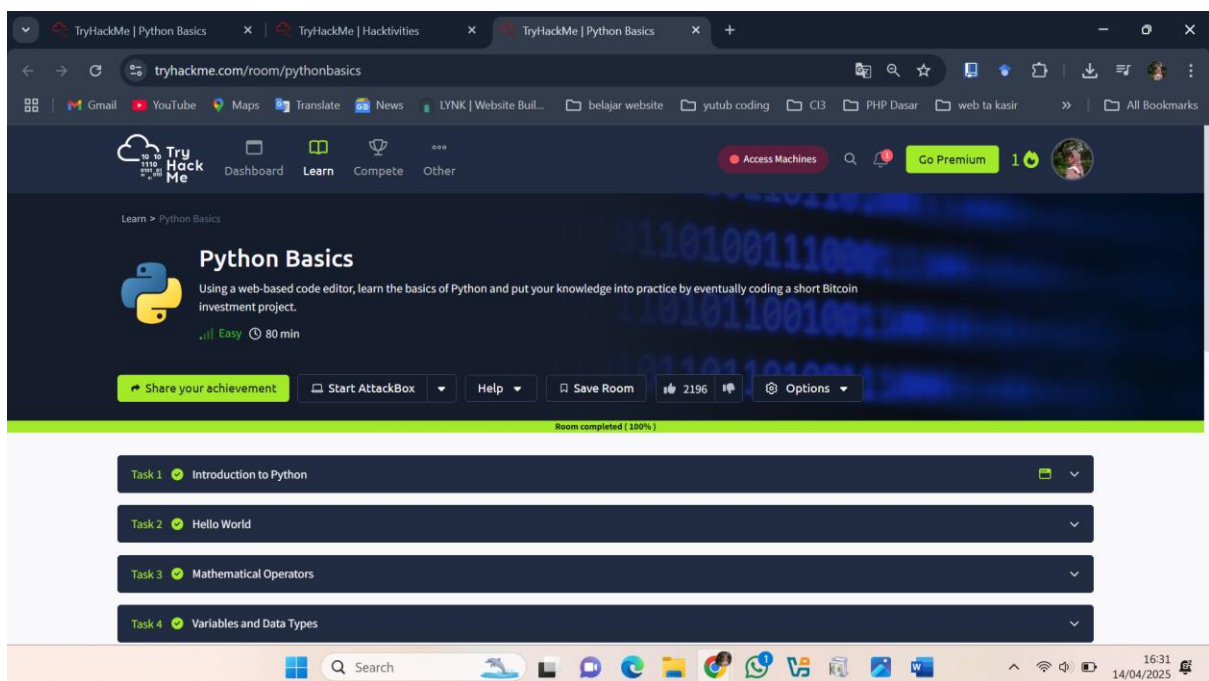 TryHackMe | Python Basics
TryHackMe | Hacktivities
TryHackMe | Python Basics
tryhackme.com/room/pythonbasics
Gmail YouTube Maps Translate News LYNK | Website Buil... belajar website yutub coding CI3 PHP Dasar web ta kasir » All Bookmarks
Try
Hack
Me
Dashboard Learn Compete Other
Access Machines
1
Go Premium
1
Learn > Python Basics
Python Basics
Using a web-based code editor, learn the basics of Python and put your knowledge into practice by eventually coding a short Bitcoin
investment project.
Easy 80 min
Share your achievement Start AttackBox Help Save Room 2196 Options
Room completed ( 100% )
Task 1 Introduction to Python
Task 2 Hello World
Task 3 Mathematical Operators
Task 4 Variables and Data Types
Search
1
16:31
14/04/2025